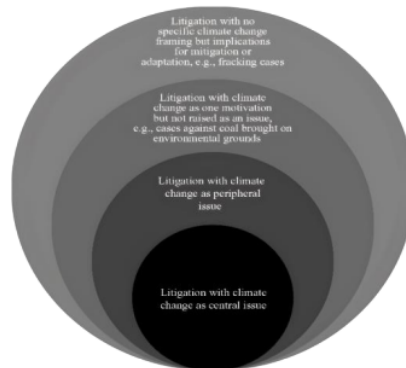 Litigation with no
specific climate change
framing but implications
for mitigation or
adaptation, e.g., fracking cases
Litigation with climate
change as one motivation
but not raised as an issue,
e.g., cases against coal brought on
environmental grounds
Litigation with climate
change as peripheral
issue
Litigation with climate
change as central issue